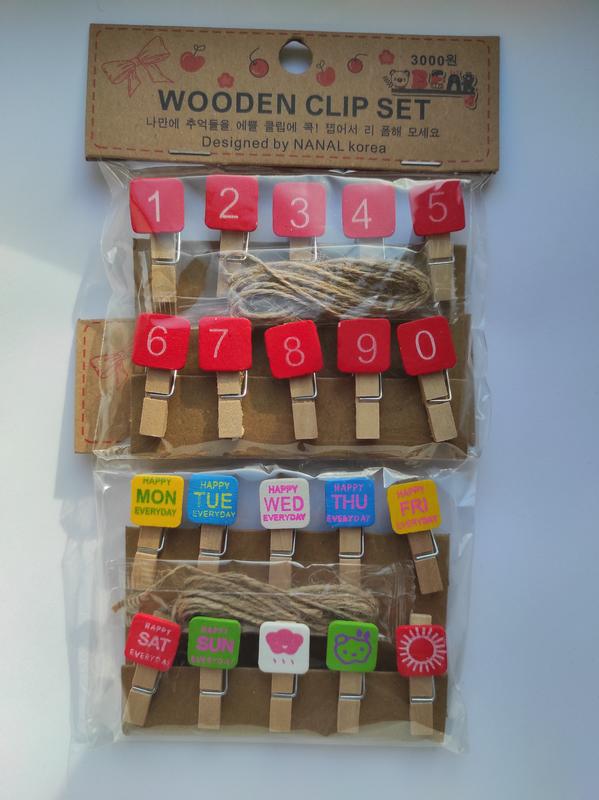 3000원
BEAR
WOODEN CLIP SET
나만에 추억들을 예쁠 클립에 콕! 찝어서 리 폼해 모세요
Designed by NANAL korea
1 2 3 4 5
6 7 8 9 0
HAPPY
MON
EVERYDAY
HAPPY
TUE
EVERYDAY
HAPPY
WED
EVERYDAY
HAPPY
THU
EVERYDAY
HAPPY
FRI
EVERYDAY
HAPPY
SAT
EVERYDAY
HAPPY
SUN
EVERYDAY